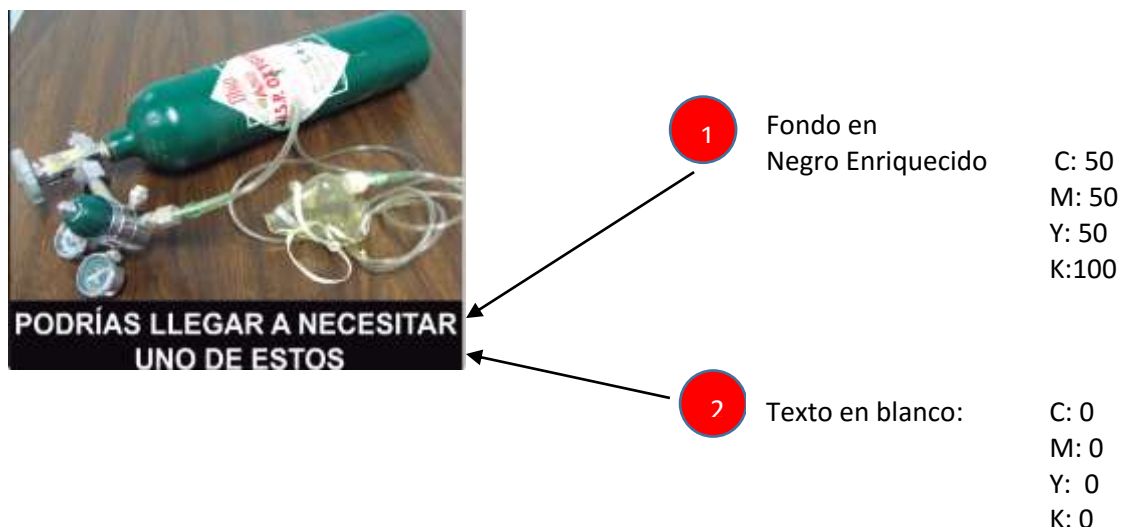 PODRÍAS LLEGAR A NECESITAR
UNO DE ESTOS
1
Fondo en
Negro Enriquecido
C: 50
M: 50
Y: 50
K:100
2
Texto en blanco:
C: 0
M: 0
Y: 0
K: 0